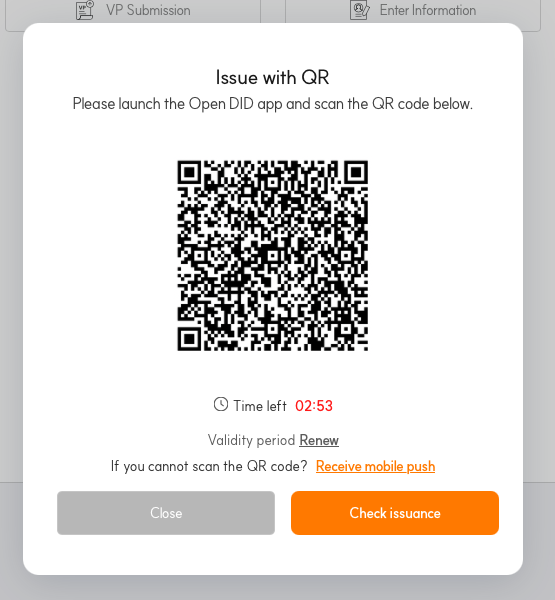 VP Submission
Enter Information
Issue with QR
Please launch the Open DID app and scan the QR code below.
Time left 02:53
Validity period Renew
If you cannot scan the QR code? Receive mobile push
Close
Check issuance